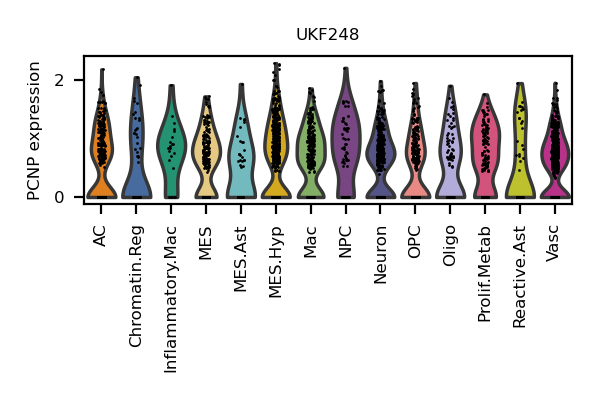 UKF248
PCNP expression
2
0
AC
Chromatin.Reg
Inflammatory.Mac
MES
MES.Ast
MES.Hyp
Mac
NPC
Neuron
OPC
Oligo
Prolif.Metab
Reactive.Ast
Vasc